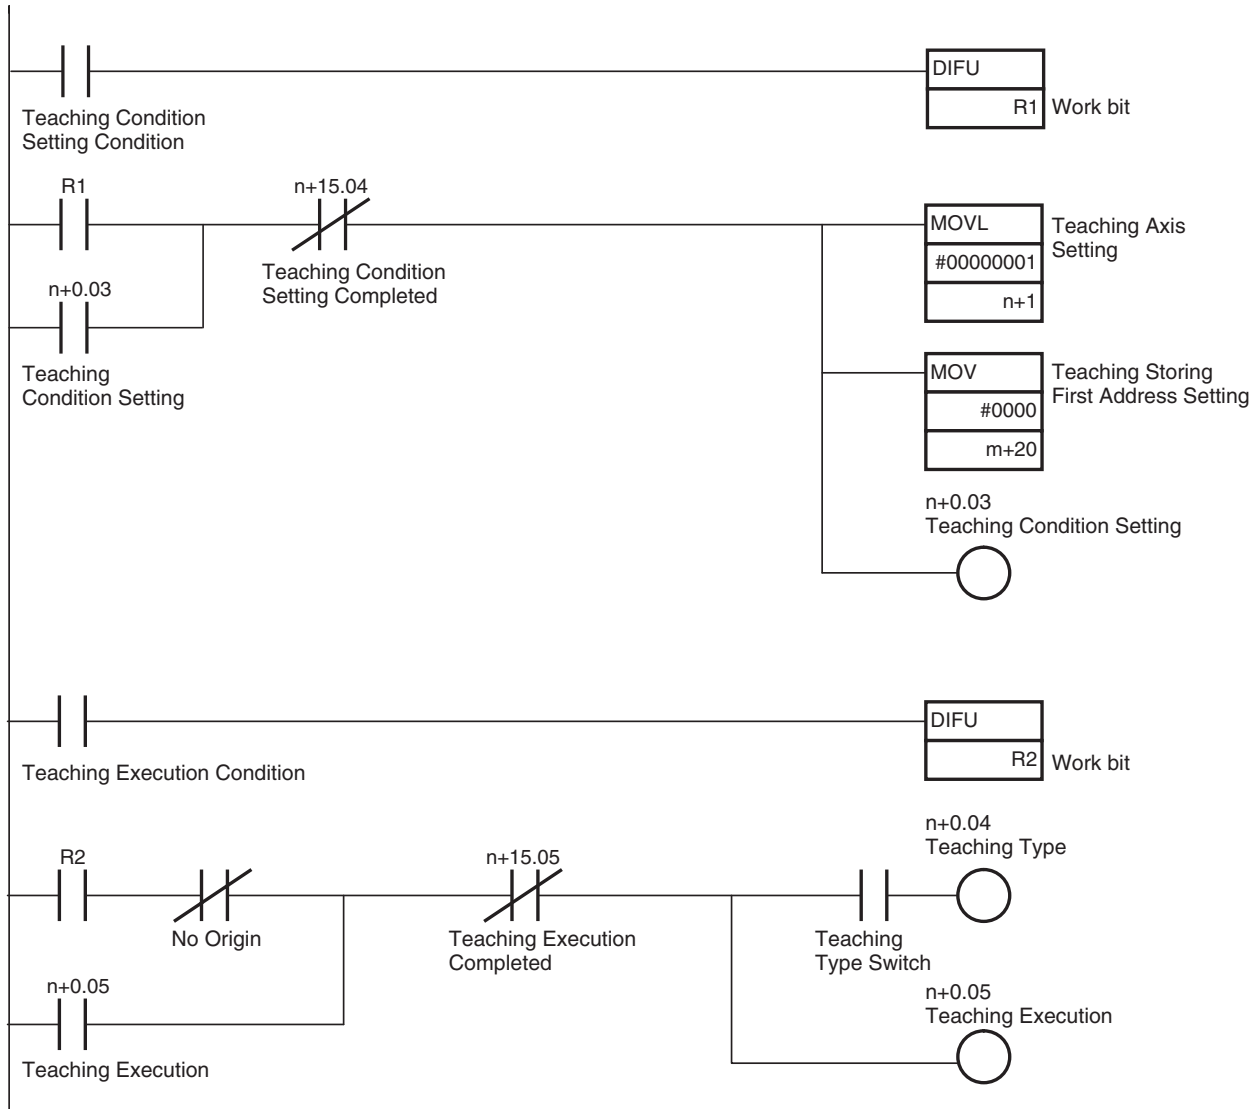 DIFU
R1 Work bit
Teaching Condition
Setting Condition
R1
n+15.04
MOVL
Teaching Axis
Setting
#00000001
n+1
Teaching Condition
Setting Completed
n+0.03
Teaching
Condition Setting
MOV
Teaching Storing
First Address Setting
#0000
m+20
n+0.03
Teaching Condition Setting
DIFU
R2 Work bit
Teaching Execution Condition
n+0.04
Teaching Type
R2
n+15.05
No Origin
Teaching Execution
Completed
Teaching
Type Switch
n+0.05
Teaching Execution
n+0.05
Teaching Execution